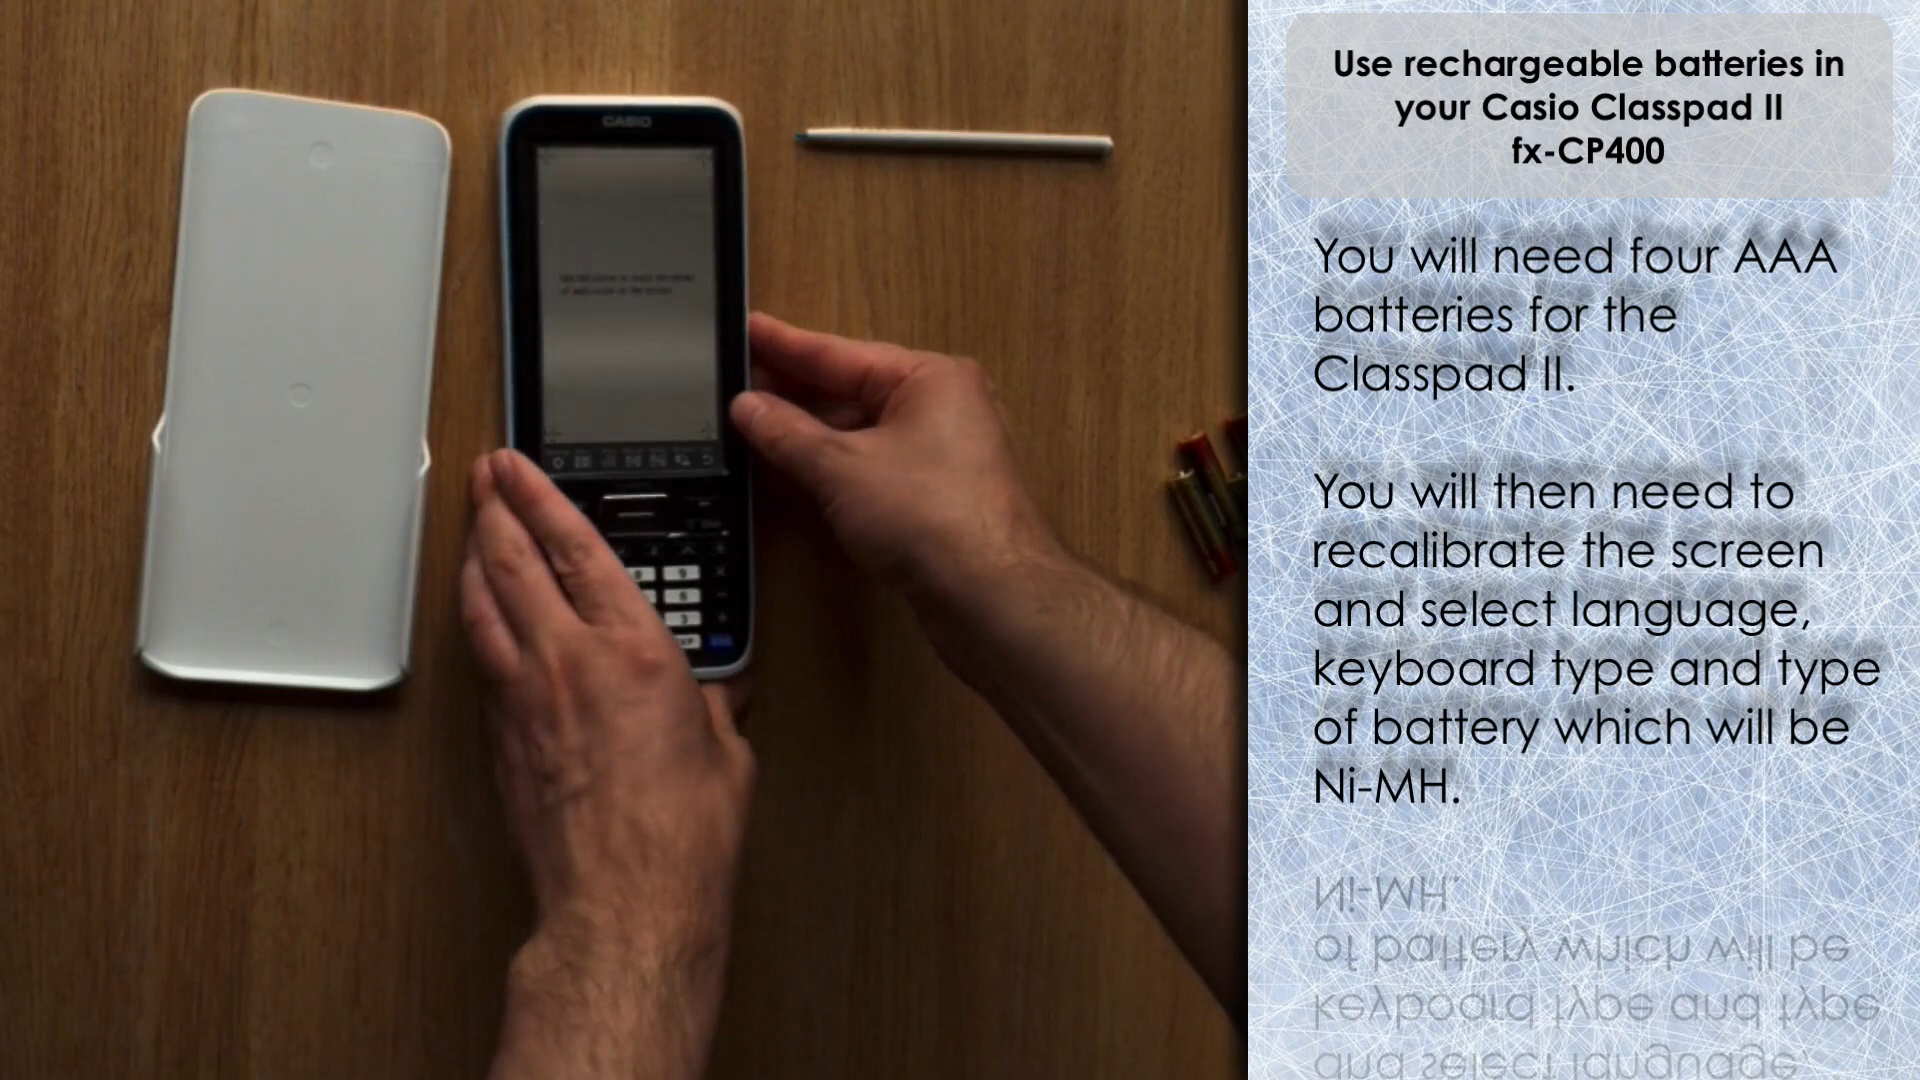 CASIO
Use rechargeable batteries in
your Casio Classpad II
fx-CP400
You will need four AAA
batteries for the
Classpad II.
You will then need to
recalibrate the screen
and select language,
keyboard type and type
of battery which will be
Ni-MH.